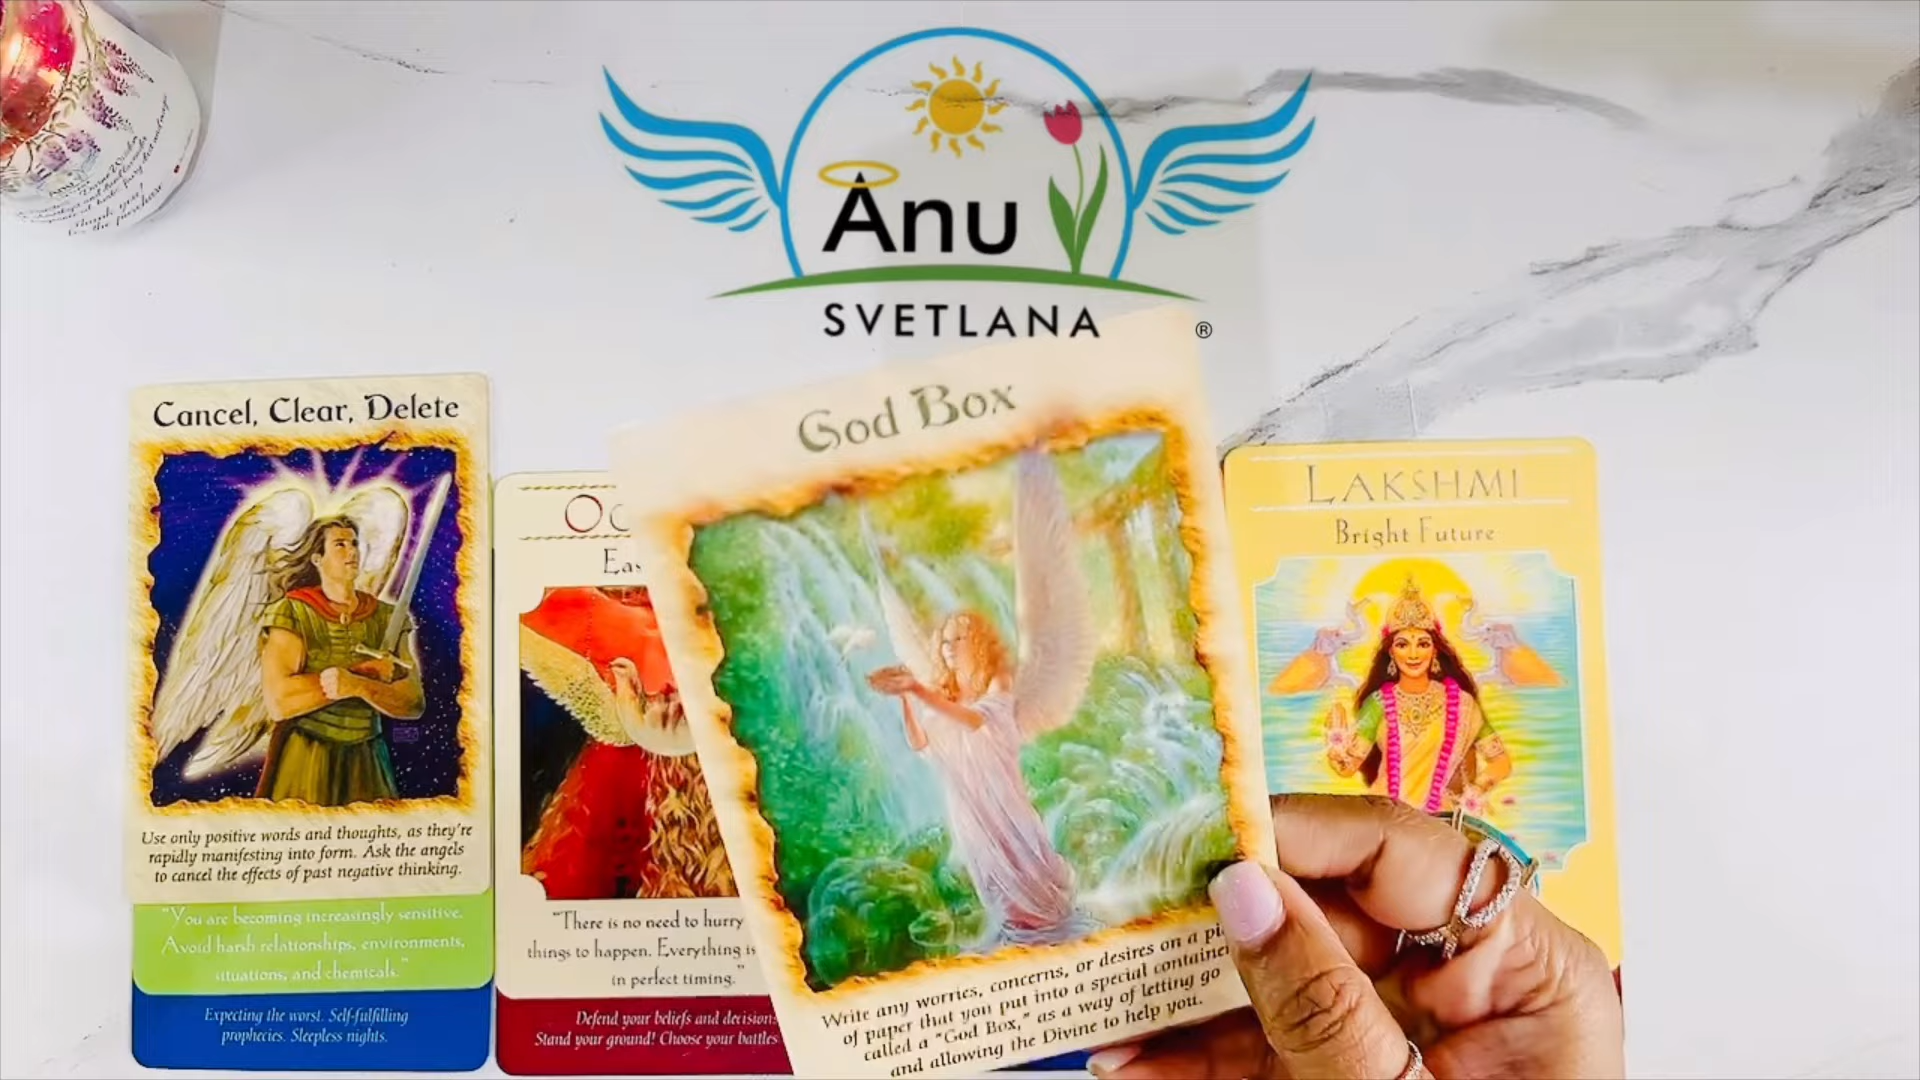 Anu
SVETLANA
®
Cancel, Clear, Delete
Use only positive words and thoughts, as they're
rapidly manifesting into form. Ask the angels
to cancel the effects of past negative thinking.
"You are becoming increasingly sensitive.
Avoid harsh relationships, environments,
situations, and chemicals."
Expecting the worst. Self-fulfilling
prophecies. Sleepless nights.
"There is no need to hurry
things to happen. Everything is
in perfect timing."
Defend your beliefs and decisions
Stand your ground! Choose your battles
God Box
Write any worries, concerns, or desires on a
of paper that you put into a special container
called a "God Box," as a way of letting go
and allowing the Divine to help you.
LAKSHMI
Bright Future
Thank you
for the purchase